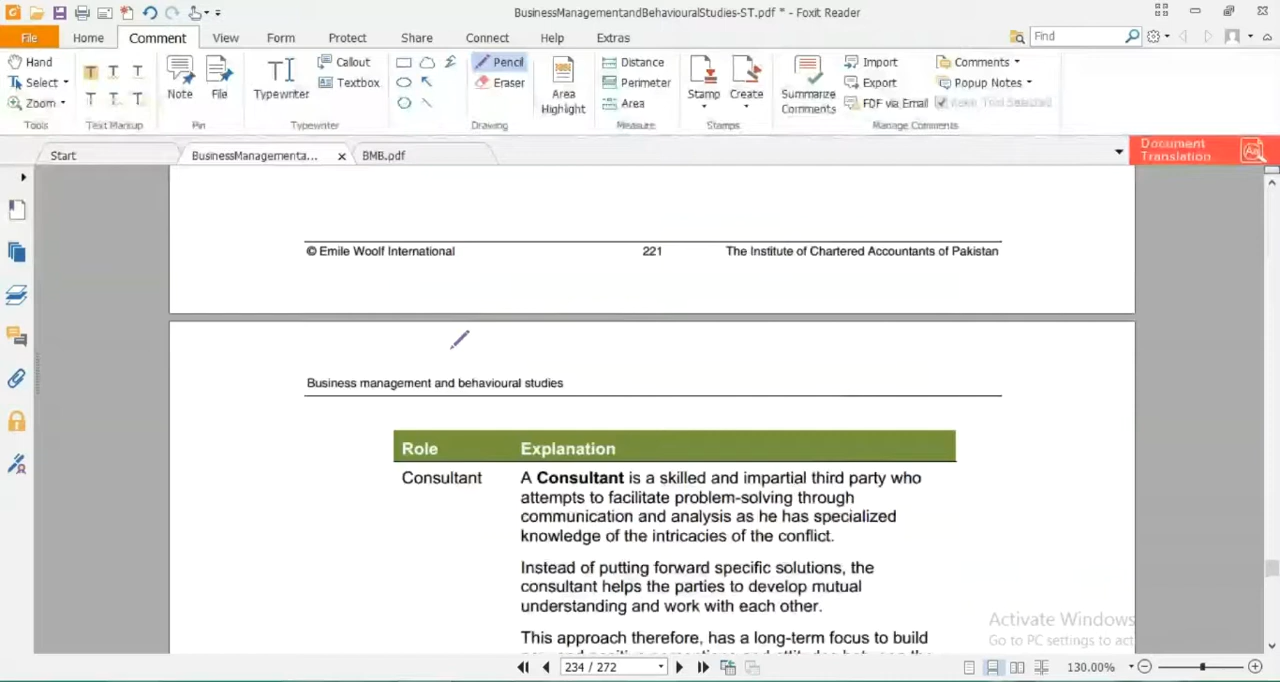 BusinessManagementandBehaviouralStudies-ST.pdf * - Foxit Reader
File Home Comment View Form Protect Share Connect Help Extras Find
Hand Select Zoom Tools
Text Markup
Note File Pin
Typewriter Callout Textbox Typewriter
Pencil Eraser Drawing
Area Highlight
Distance Perimeter Area Measure
Stamp Create Stamps
Summarize Comments Import Export FDF via Email Comments Popup Notes Keep Tool Selected Manage Comments
Start BusinessManagementa... BMB.pdf Document Translation
© Emile Woolf International 221 The Institute of Chartered Accountants of Pakistan
Business management and behavioural studies
Role Explanation
Consultant A Consultant is a skilled and impartial third party who
attempts to facilitate problem-solving through
communication and analysis as he has specialized
knowledge of the intricacies of the conflict.
Instead of putting forward specific solutions, the
consultant helps the parties to develop mutual
understanding and work with each other.
This approach therefore, has a long-term focus to build
Activate Windows
Go to PC settings to act
234 / 272 130.00%